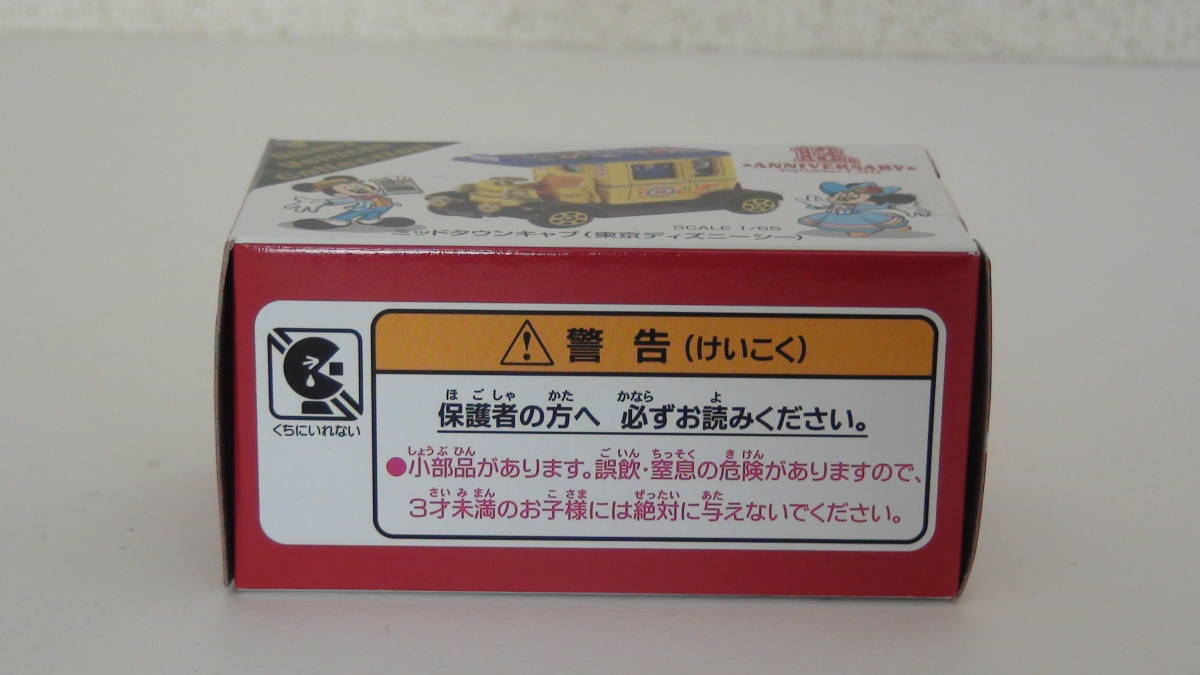 ANNIVERSARY
SCALE 1/65
ミッドタウンキャブ(東京ディズニーシー)
警告(けいこく)
くちにいれない
ほごしゃ かた かなら よ
保護者の方へ 必ずお読みください。
しょうぶひん ごいん ちっそく きけん
●小部品があります。誤飲・窒息の危険がありますので、
さいみまん こさま ぜったい あた
3才未満のお子様には絶対に与えないでください。